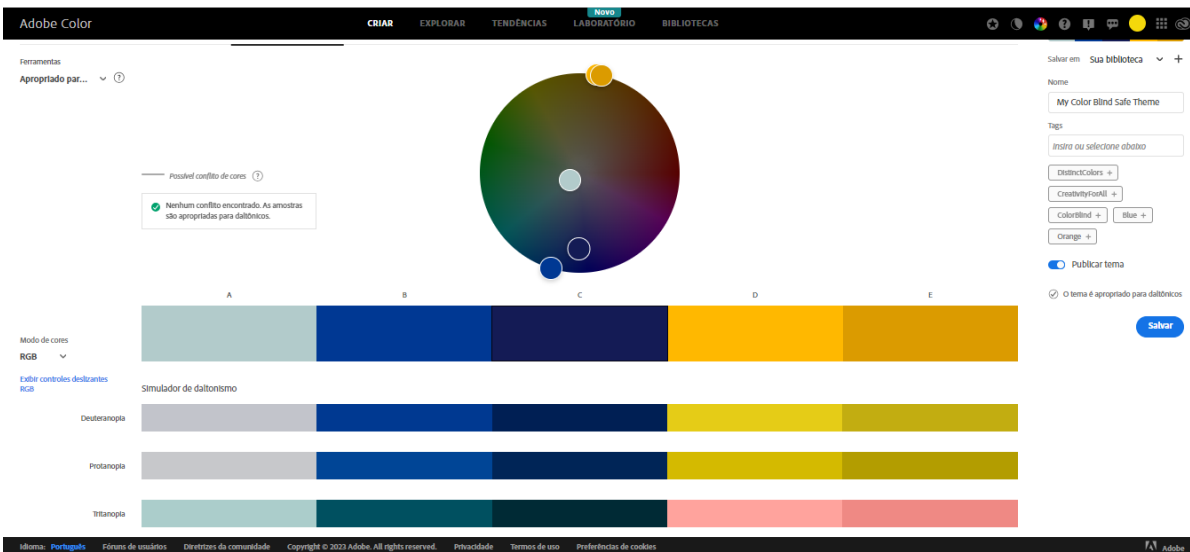 Adobe Color
CRIAR EXPLORAR TENDÊNCIAS LABORATÓRIO BIBLIOTECAS
Novo
Ferramentas
Apropriado par...
Possível conflito de cores
Nenhum conflito encontrado. As amostras
são apropriadas para daltônicos.
A B C D E
Modo de cores
RGB
Exibir controles deslizantes
RGB
Simulador de daltonismo
Deuteranopia
Protanopia
Tritanopia
Salvar em Sua biblioteca
Nome
My Color Blind Safe Theme
Tags
Insira ou selecione abaixo
DistinctColors +
CreativityForAll +
ColorBlind + Blue +
Orange +
Publicar tema
O tema é apropriado para daltônicos
Salvar
Idioma: Português Fóruns de usuários Diretrizes da comunidade Copyright © 2023 Adobe. All rights reserved. Privacidade Termos de uso Preferências de cookies
Adobe